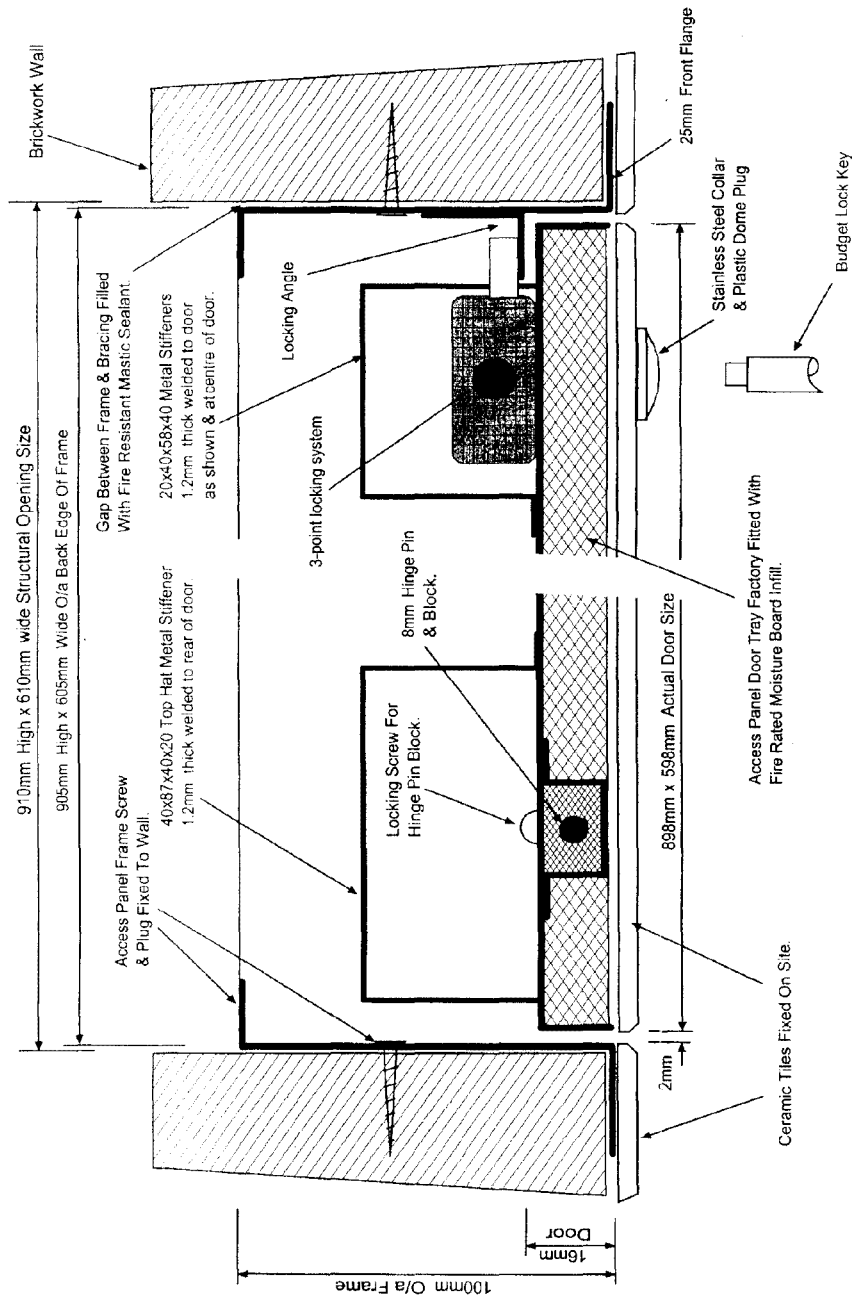 910mm High x 610mm wide Structural Opening Size
905mm High x 605mm Wide O/a Back Edge Of Frame
Brickwork Wall
Access Panel Frame Screw
& Plug Fixed To Wall.
Gap Between Frame & Bracing Filled
With Fire Resistant Mastic Sealant.
40x87x40x20 Top Hat Metal Stiffener
1.2mm thick welded to rear of door.
20x40x58x40 Metal Stiffeners
1.2mm thick welded to door
as shown & at centre of door.
Locking Angle
3-point locking system
Locking Screw For
Hinge Pin Block.
8mm Hinge Pin
& Block.
100mm O/a Frame
16mm
Door
2mm
898mm x 598mm Actual Door Size
25mm Front Flange
Stainless Steel Collar
& Plastic Dome Plug
Ceramic Tiles Fixed On Site.
Access Panel Door Tray Factory Fitted With
Fire Rated Moisture Board Infill.
Budget Lock Key